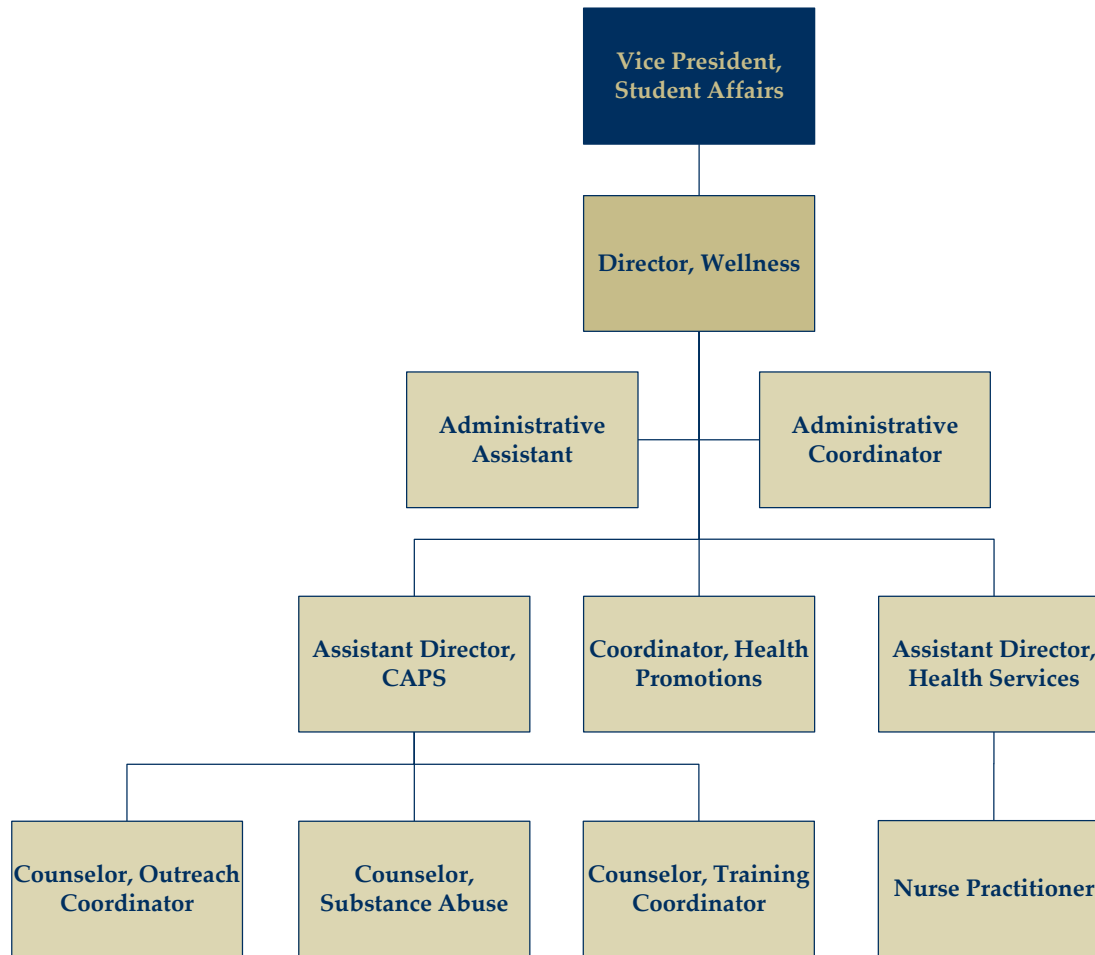 Vice President,
Student Affairs
Director, Wellness
Administrative
Assistant
Administrative
Coordinator
Assistant Director,
CAPS
Coordinator, Health
Promotions
Assistant Director,
Health Services
Counselor, Outreach
Coordinator
Counselor,
Substance Abuse
Counselor, Training
Coordinator
Nurse Practitioner